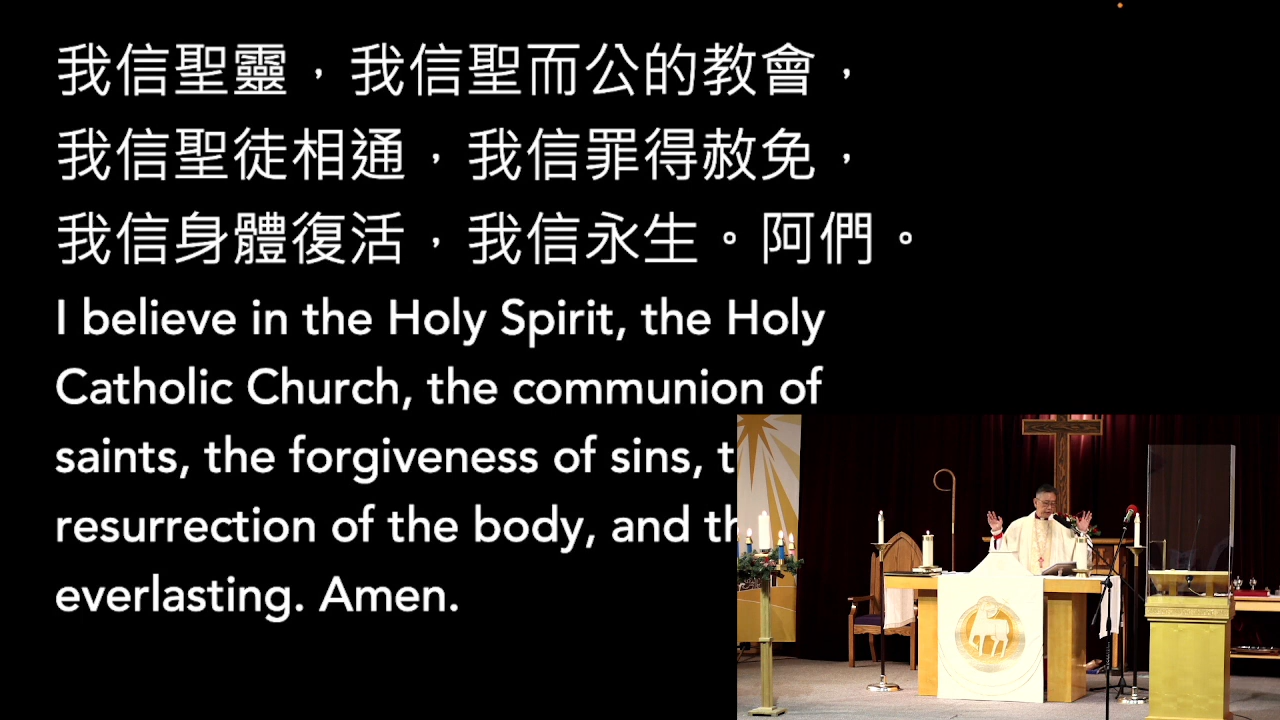 我信聖靈，我信聖而公的教會，
我信聖徒相通，我信罪得赦免，
我信身體復活，我信永生。阿們。
I believe in the Holy Spirit, the Holy
Catholic Church, the communion of
saints, the forgiveness of sins,
resurrection of the body, and
everlasting. Amen.